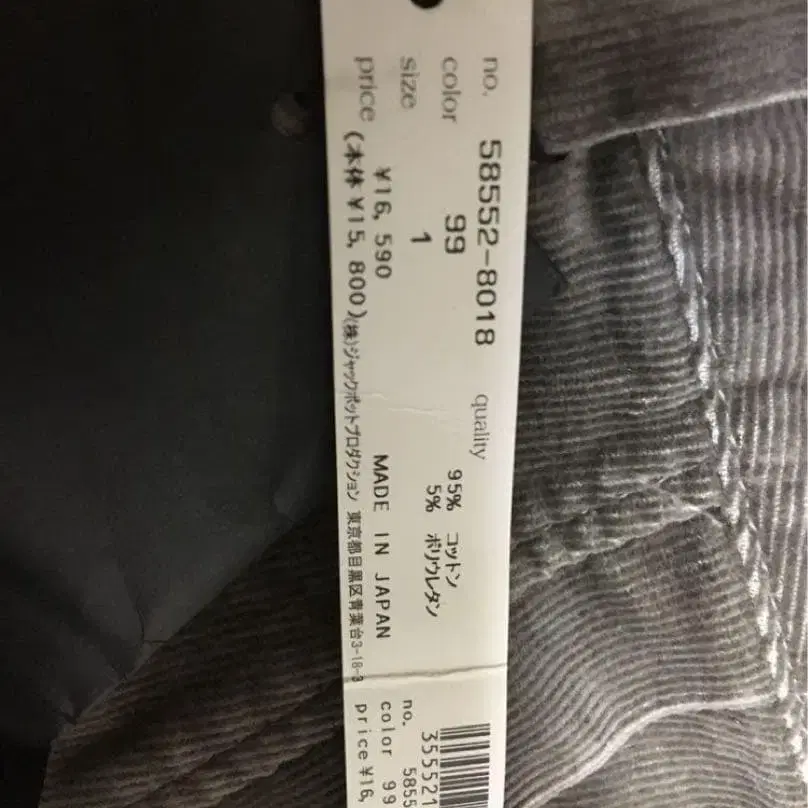 no. 58552-8018 quality
color 99 95% コットン
size 1 5% ポリウレタン
price ¥16,590 MADE IN JAPAN
(本体¥15,800)(株)ジャックポットプロダクション 東京都目黒区青葉台3-18-3
355521
no. 5855
color 99
price ¥16,